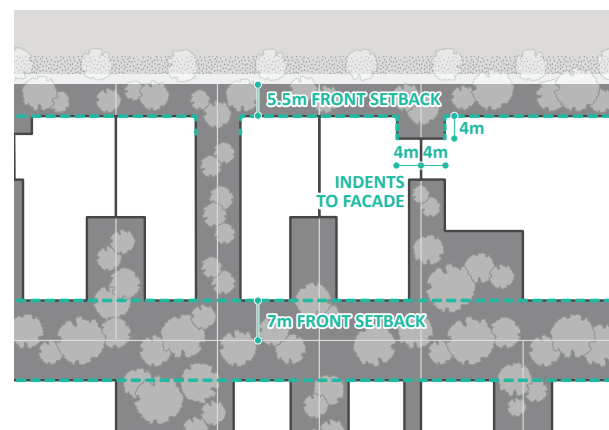 5.5m FRONT SETBACK
4m
4m 4m
INDENTS
TO FACADE
7m FRONT SETBACK